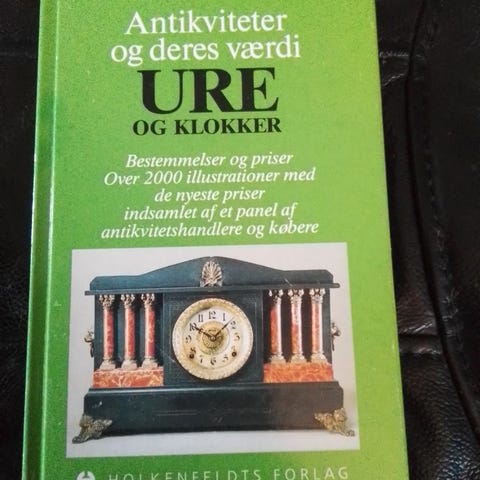 Antikviteter
og deres værdi
URE
OG KLOKKER
Bestemmelser og priser
Over 2000 illustrationer med
de nyeste priser
indsamlet af et panel af
antikvitetshandlere og købere
HOLKENFELDTS FORLAG